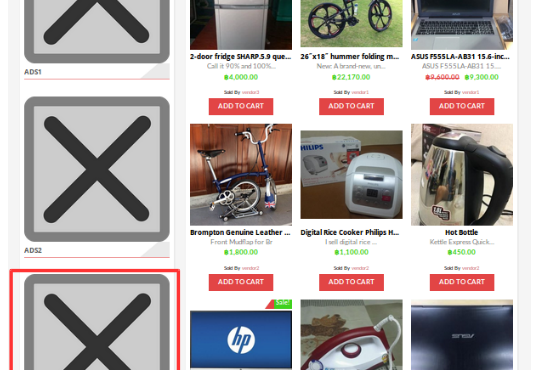 ADS1
2-door fridge SHARP.5.9 que...
Call it 90% and 100%...
฿4,000.00
Sold By vendor3
ADD TO CART
26"x18" hummer folding m...
New: A brand-new, un...
฿22,170.00
Sold By vendor3
ADD TO CART
ASUS F555LA-AB31 15.6-inc...
ASUS F555LA-AB31 15....
฿9,600.00 ฿9,300.00
Sold By vendor3
ADD TO CART
ADS2
Brompton Genuine Leather ...
Front Mudflap for Br
฿1,800.00
Sold By vendor2
ADD TO CART
PHILIPS
Digital Rice Cooker Philips H...
I sell digital rice ...
฿1,100.00
Sold By vendor2
ADD TO CART
Hot Bottle
Kettle Express Quick...
฿450.00
Sold By vendor2
ADD TO CART
Sale!
hp
ASUS